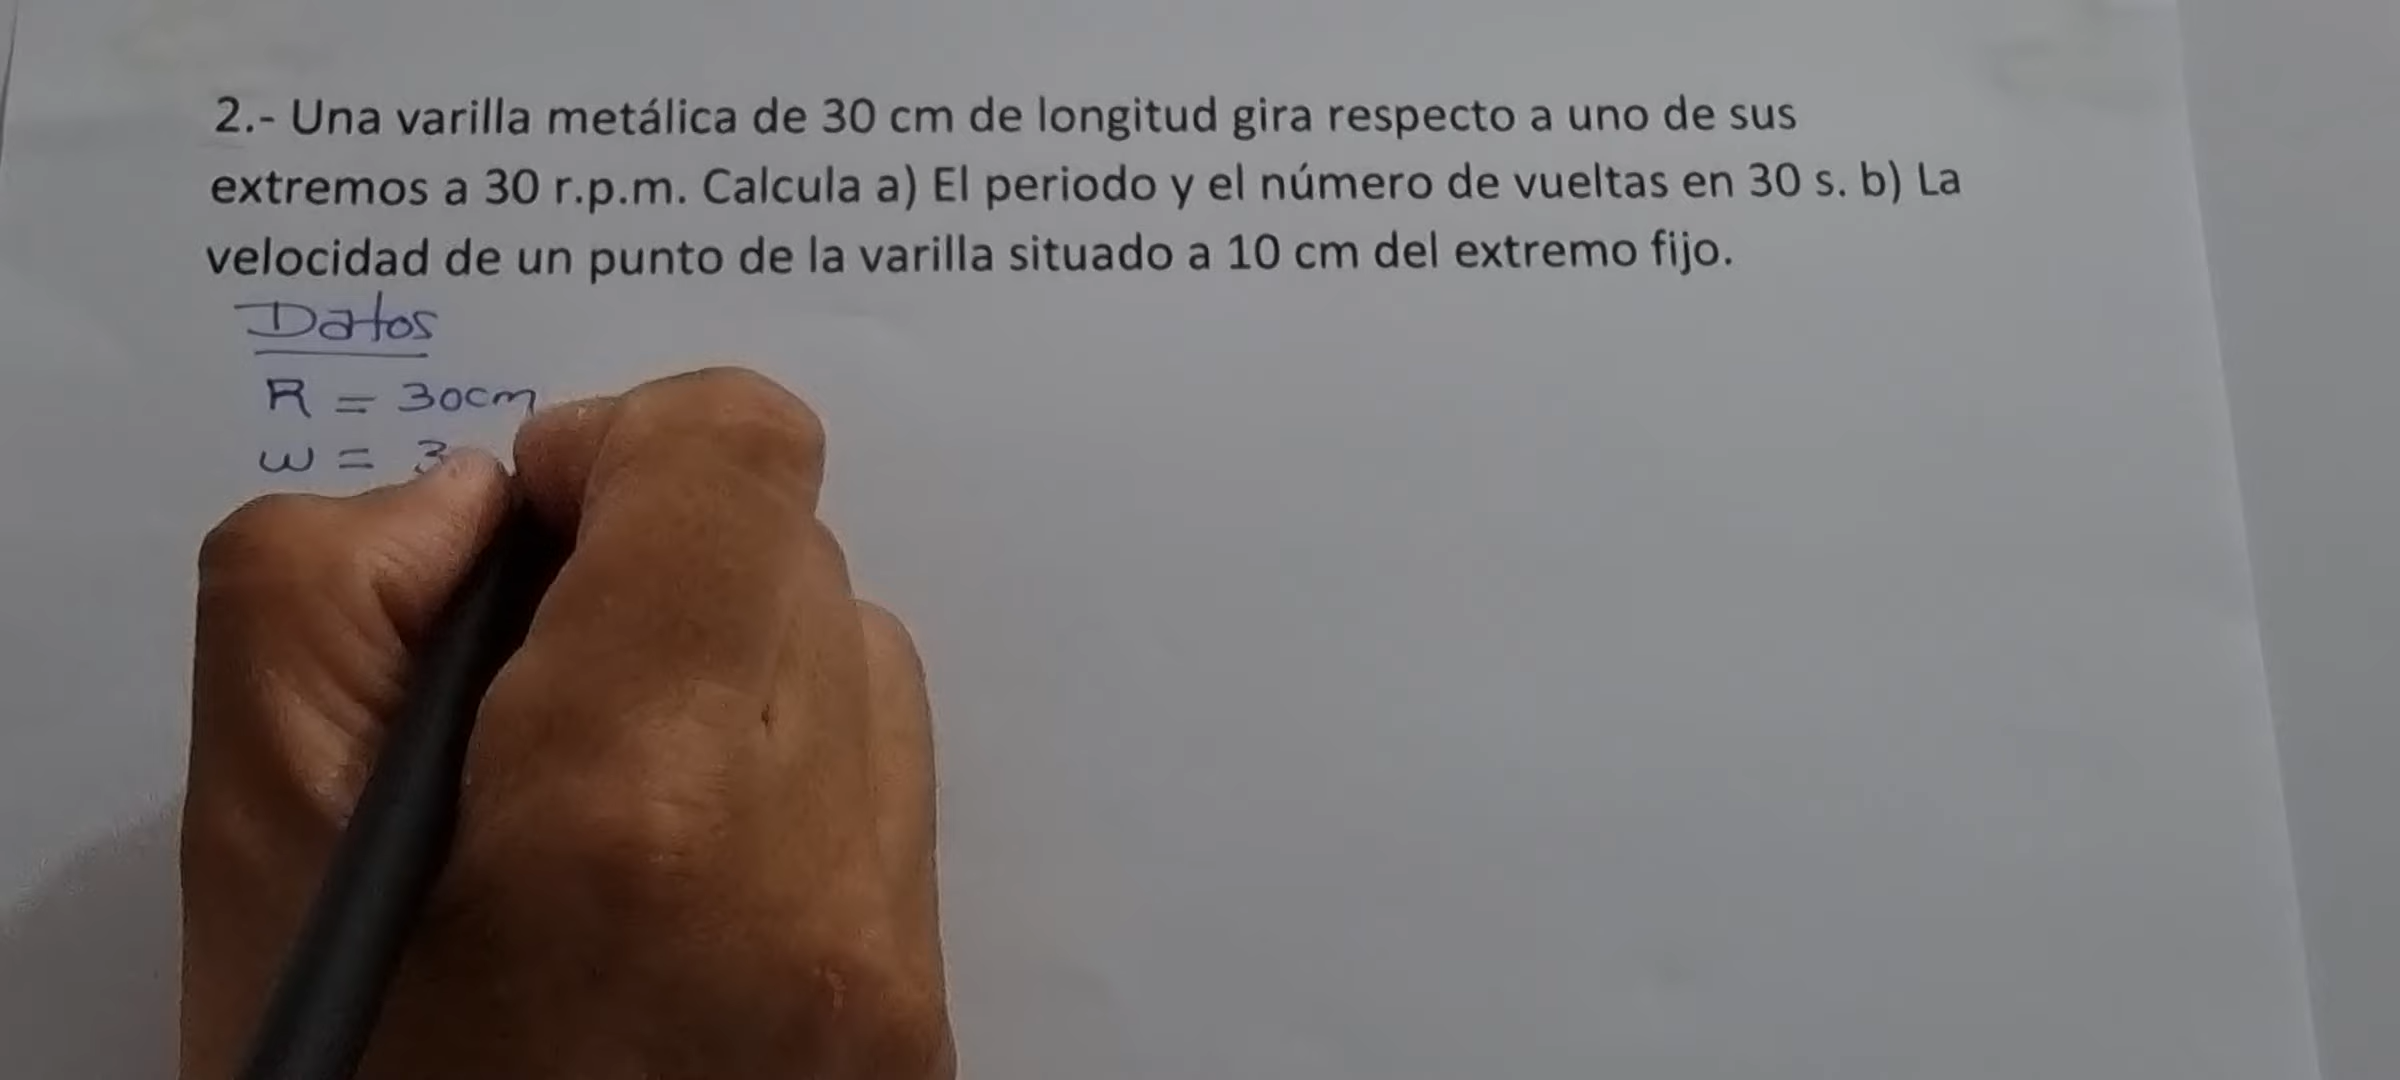 2.- Una varilla metálica de 30 cm de longitud gira respecto a uno de sus
extremos a 30 r.p.m. Calcula a) El periodo y el número de vueltas en 30 s. b) La
velocidad de un punto de la varilla situado a 10 cm del extremo fijo.
Datos
R = 30cm
ω = 3